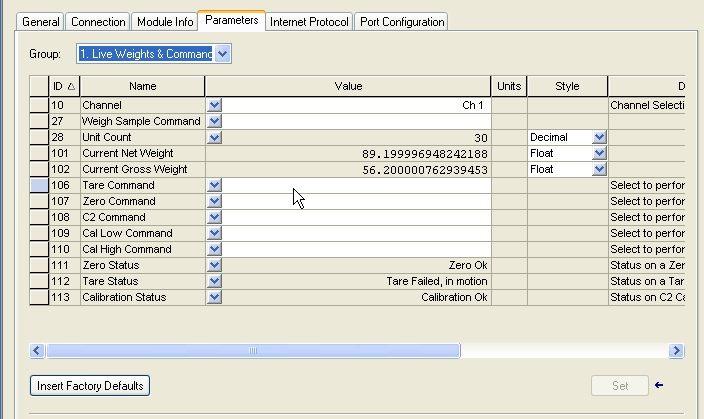 General Connection Module Info Parameters Internet Protocol Port Configuration
Group: 1. Live Weights & Command
ID Name Value Units Style D
10 Channel Ch 1 Channel Selecti
27 Weigh Sample Command
28 Unit Count 30 Decimal
101 Current Net Weight 89.199996948242188 Float
102 Current Gross Weight 56.200000762939453 Float
106 Tare Command Select to perfor
107 Zero Command Select to perfor
108 C2 Command Select to perfor
109 Cal Low Command Select to perfor
110 Cal High Command Select to perfor
111 Zero Status Zero Ok Status on a Zer
112 Tare Status Tare Failed, in motion Status on a Tar
113 Calibration Status Calibration Ok Status on C2 Ca
Insert Factory Defaults Set